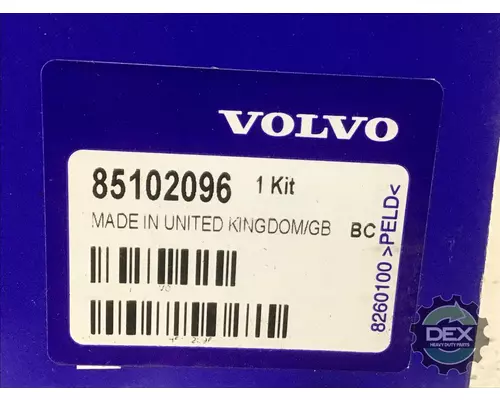 VOLVO
85102096 1 Kit
MADE IN UNITED KINGDOM/GB BC
8260100 >PELD<
DEX
HEAVY DUTY PARTS